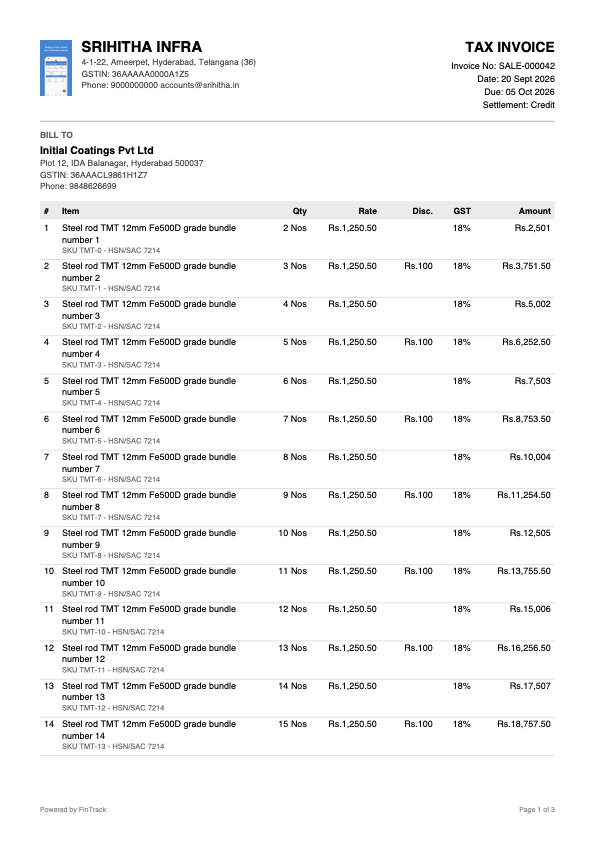 SRIHITHA INFRA
4-1-22, Ameerpet, Hyderabad, Telangana (36)
GSTIN: 36AAAAA0000A1Z5
Phone: 9000000000 accounts@srihitha.in
TAX INVOICE
Invoice No: SALE-000042
Date: 20 Sept 2026
Due: 05 Oct 2026
Settlement: Credit
BILL TO
Initial Coatings Pvt Ltd
Plot 12, IDA Balanagar, Hyderabad 500037
GSTIN: 36AAACL9861H1Z7
Phone: 9848626699
# Item Qty Rate Disc. GST Amount
1 Steel rod TMT 12mm Fe500D grade bundle 2 Nos Rs.1,250.50 18% Rs.2,501
number 1
SKU TMT-0 - HSN/SAC 7214
2 Steel rod TMT 12mm Fe500D grade bundle 3 Nos Rs.1,250.50 Rs.100 18% Rs.3,751.50
number 2
SKU TMT-1 - HSN/SAC 7214
3 Steel rod TMT 12mm Fe500D grade bundle 4 Nos Rs.1,250.50 18% Rs.5,002
number 3
SKU TMT-2 - HSN/SAC 7214
4 Steel rod TMT 12mm Fe500D grade bundle 5 Nos Rs.1,250.50 Rs.100 18% Rs.6,252.50
number 4
SKU TMT-3 - HSN/SAC 7214
5 Steel rod TMT 12mm Fe500D grade bundle 6 Nos Rs.1,250.50 18% Rs.7,503
number 5
SKU TMT-4 - HSN/SAC 7214
6 Steel rod TMT 12mm Fe500D grade bundle 7 Nos Rs.1,250.50 Rs.100 18% Rs.8,753.50
number 6
SKU TMT-5 - HSN/SAC 7214
7 Steel rod TMT 12mm Fe500D grade bundle 8 Nos Rs.1,250.50 18% Rs.10,004
number 7
SKU TMT-6 - HSN/SAC 7214
8 Steel rod TMT 12mm Fe500D grade bundle 9 Nos Rs.1,250.50 Rs.100 18% Rs.11,254.50
number 8
SKU TMT-7 - HSN/SAC 7214
9 Steel rod TMT 12mm Fe500D grade bundle 10 Nos Rs.1,250.50 18% Rs.12,505
number 9
SKU TMT-8 - HSN/SAC 7214
10 Steel rod TMT 12mm Fe500D grade bundle 11 Nos Rs.1,250.50 Rs.100 18% Rs.13,755.50
number 10
SKU TMT-9 - HSN/SAC 7214
11 Steel rod TMT 12mm Fe500D grade bundle 12 Nos Rs.1,250.50 18% Rs.15,006
number 11
SKU TMT-10 - HSN/SAC 7214
12 Steel rod TMT 12mm Fe500D grade bundle 13 Nos Rs.1,250.50 Rs.100 18% Rs.16,256.50
number 12
SKU TMT-11 - HSN/SAC 7214
13 Steel rod TMT 12mm Fe500D grade bundle 14 Nos Rs.1,250.50 18% Rs.17,507
number 13
SKU TMT-12 - HSN/SAC 7214
14 Steel rod TMT 12mm Fe500D grade bundle 15 Nos Rs.1,250.50 Rs.100 18% Rs.18,757.50
number 14
SKU TMT-13 - HSN/SAC 7214
Powered by FinTrack Page 1 of 3